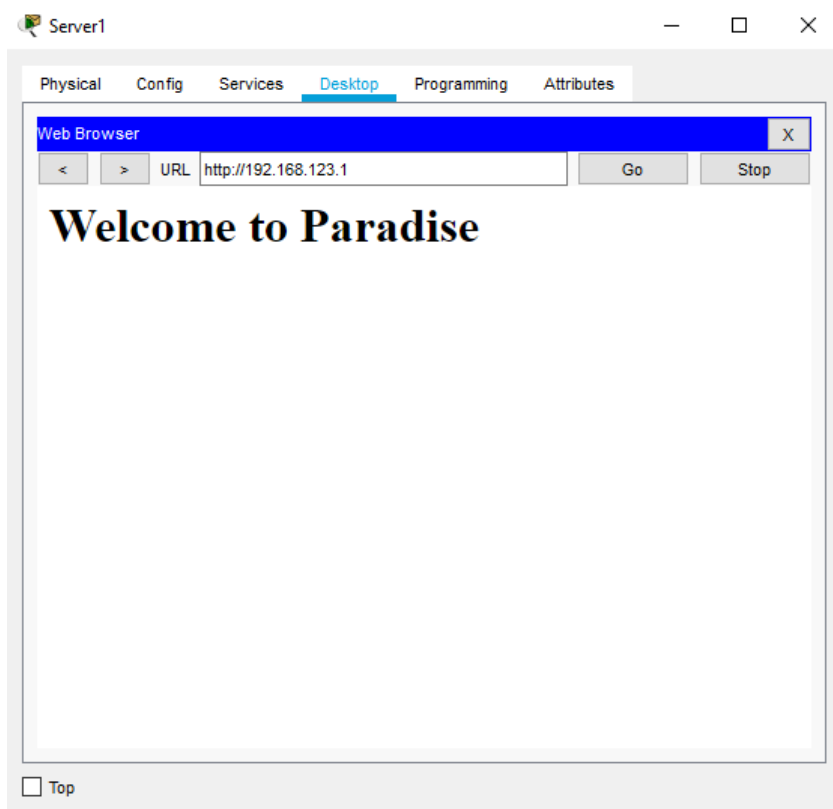 Server1
Physical Config Services Desktop Programming Attributes
Web Browser X
< > URL http://192.168.123.1 Go Stop
Welcome to Paradise
Top